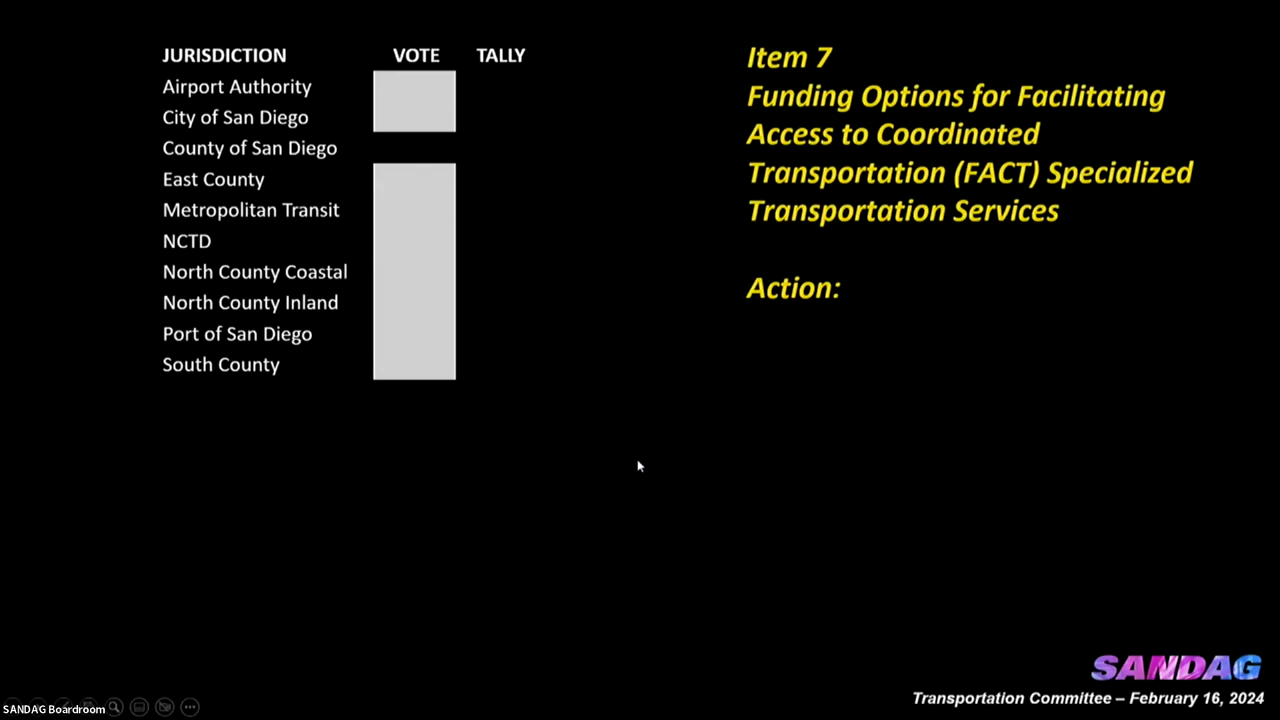 JURISDICTION VOTE TALLY
Airport Authority
City of San Diego
County of San Diego
East County
Metropolitan Transit
NCTD
North County Coastal
North County Inland
Port of San Diego
South County
Item 7
Funding Options for Facilitating
Access to Coordinated
Transportation (FACT) Specialized
Transportation Services
Action:
SANDAG
Transportation Committee – February 16, 2024
SANDAG Boardroom